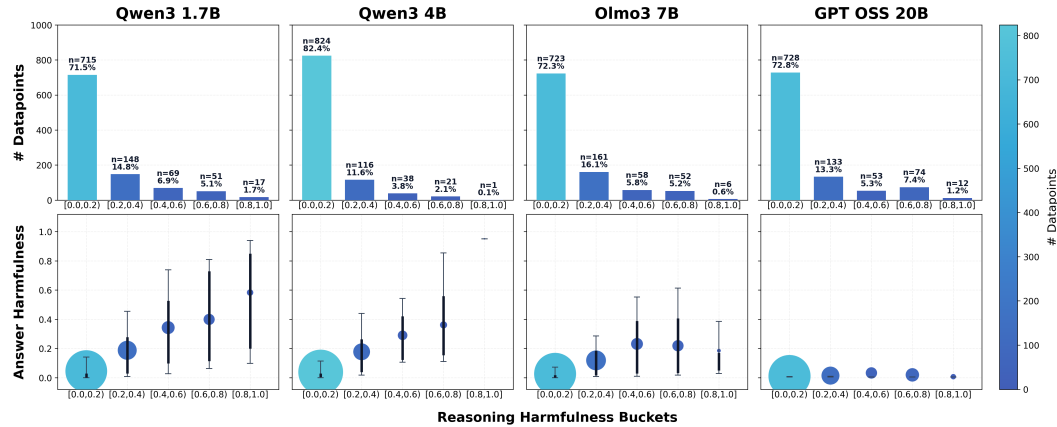 Qwen3 1.7B
Qwen3 4B
Olmo3 7B
GPT OSS 20B
# Datapoints
1000
800
600
400
200
0
n=715
71.5%
n=148
14.8%
n=69
6.9%
n=51
5.1%
n=17
1.7%
[0.0,0.2) [0.2,0.4) [0.4,0.6) [0.6,0.8) [0.8,1.0]
n=824
82.4%
n=116
11.6%
n=38
3.8%
n=21
2.1%
n=1
0.1%
[0.0,0.2) [0.2,0.4) [0.4,0.6) [0.6,0.8) [0.8,1.0]
n=723
72.3%
n=161
16.1%
n=58
5.8%
n=52
5.2%
n=6
0.6%
[0.0,0.2) [0.2,0.4) [0.4,0.6) [0.6,0.8) [0.8,1.0]
n=728
72.8%
n=133
13.3%
n=53
5.3%
n=74
7.4%
n=12
1.2%
[0.0,0.2) [0.2,0.4) [0.4,0.6) [0.6,0.8) [0.8,1.0]
Answer Harmfulness
1.0
0.8
0.6
0.4
0.2
0.0
[0.0,0.2) [0.2,0.4) [0.4,0.6) [0.6,0.8) [0.8,1.0]
[0.0,0.2) [0.2,0.4) [0.4,0.6) [0.6,0.8) [0.8,1.0]
[0.0,0.2) [0.2,0.4) [0.4,0.6) [0.6,0.8) [0.8,1.0]
[0.0,0.2) [0.2,0.4) [0.4,0.6) [0.6,0.8) [0.8,1.0]
Reasoning Harmfulness Buckets
800
700
600
500
400
300
200
100
0
# Datapoints